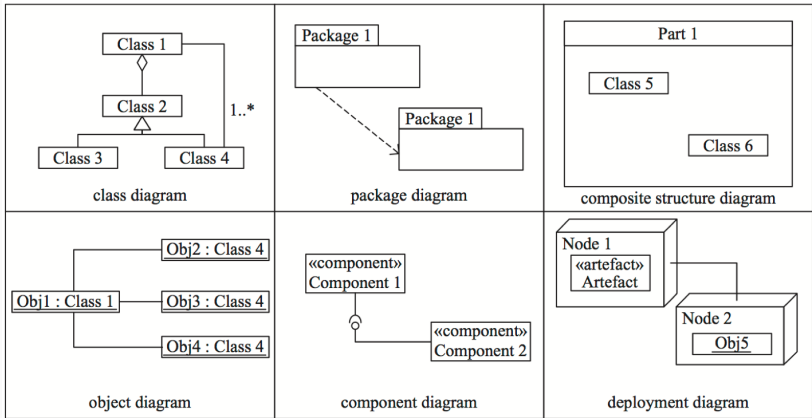 Class 1
Class 2
1..*
Class 3
Class 4
class diagram
Package 1
Package 1
package diagram
Part 1
Class 5
Class 6
composite structure diagram
Obj2 : Class 4
Obj1 : Class 1
Obj3 : Class 4
Obj4 : Class 4
object diagram
«component»
Component 1
«component»
Component 2
component diagram
Node 1
«artefact»
Artefact
Node 2
Obj5
deployment diagram